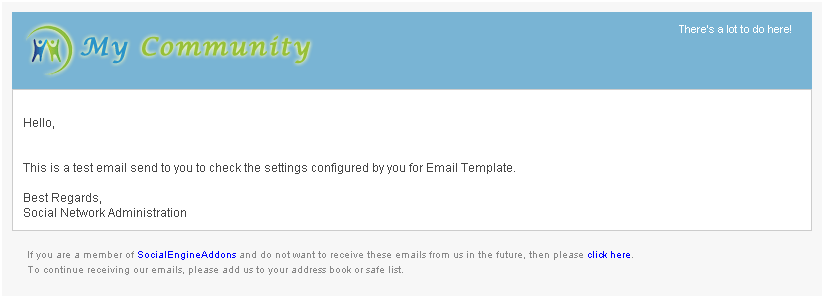 My Community
There's a lot to do here!
Hello,
This is a test email send to you to check the settings configured by you for Email Template.
Best Regards,
Social Network Administration
If you are a member of SocialEngineAddons and do not want to receive these emails from us in the future, then please click here.
To continue receiving our emails, please add us to your address book or safe list.